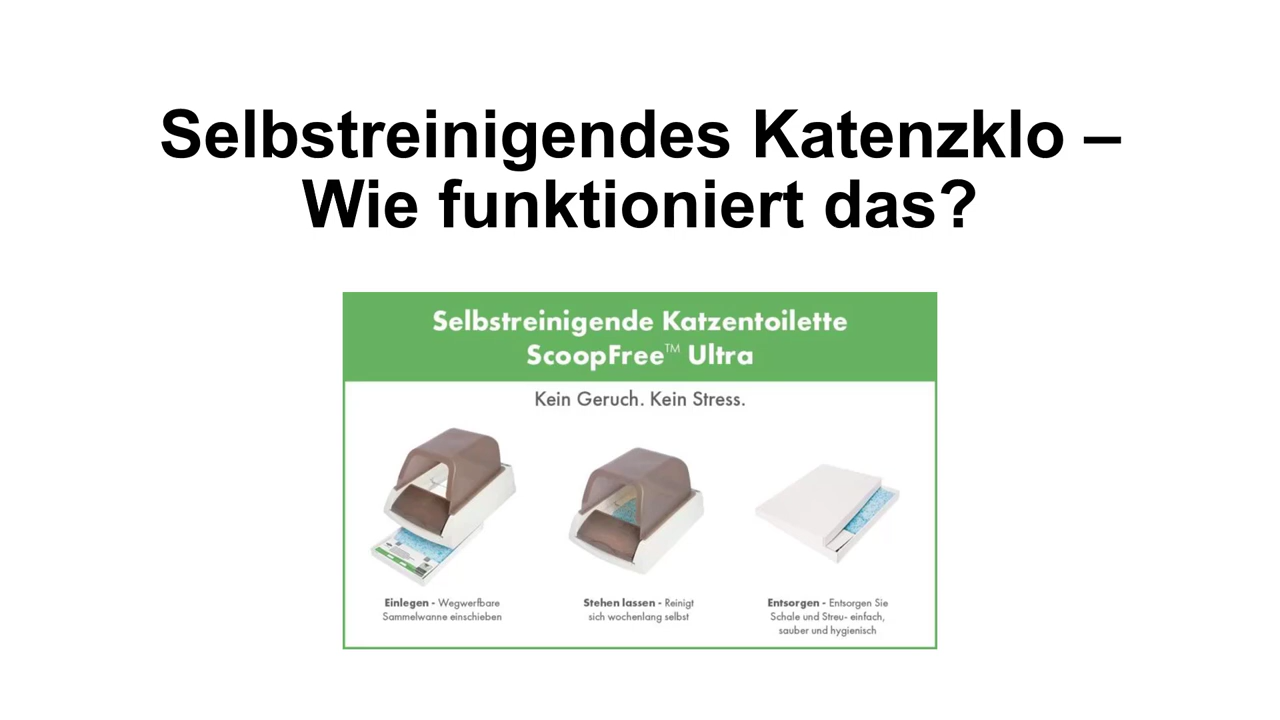 Selbstreinigendes Katenzklo –
Wie funktioniert das?
Selbstreinigende Katzentoilette
ScoopFree™ Ultra
Kein Geruch. Kein Stress.
Einlegen - Wegwerfbare
Sammelwanne einschieben
Stehen lassen - Reinigt
sich wochenlang selbst
Entsorgen - Entsorgen Sie
Schale und Streu- einfach,
sauber und hygienisch